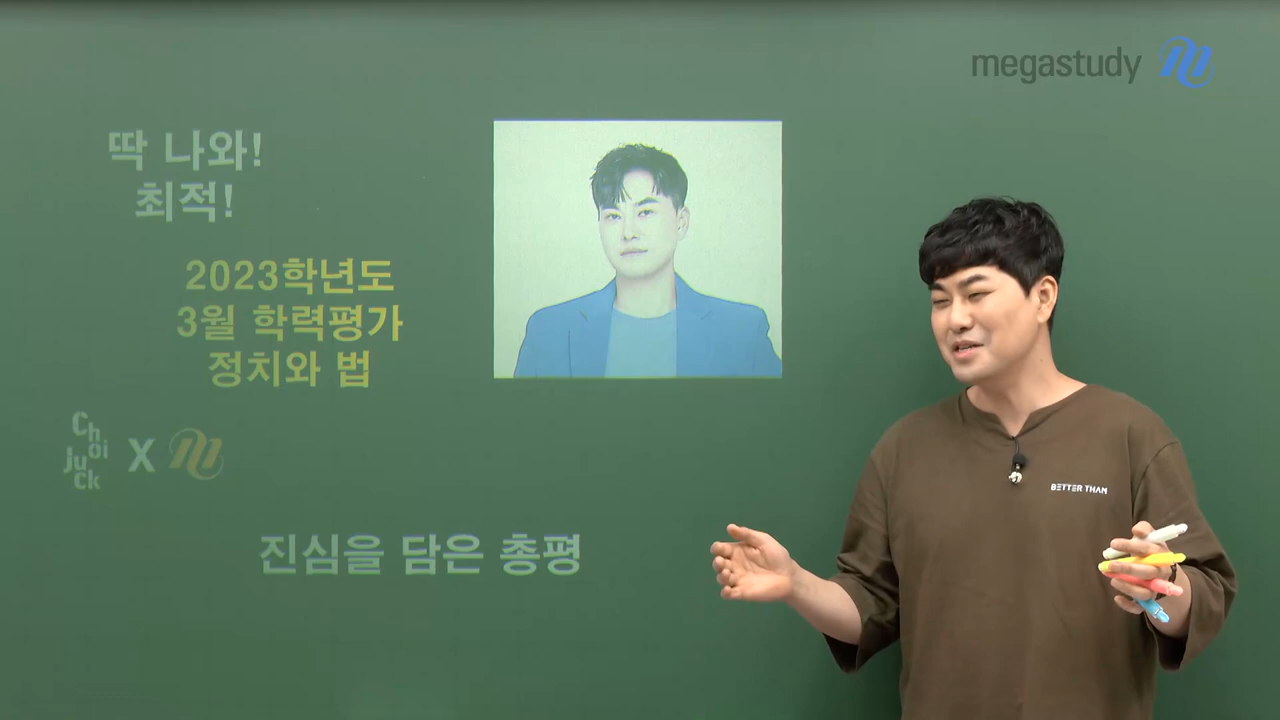 megastudy
딱 나와!
최적!
2023학년도
3월 학력평가
정치와 법
Choi
juck
X
진심을 담은 총평
BETTER THAN